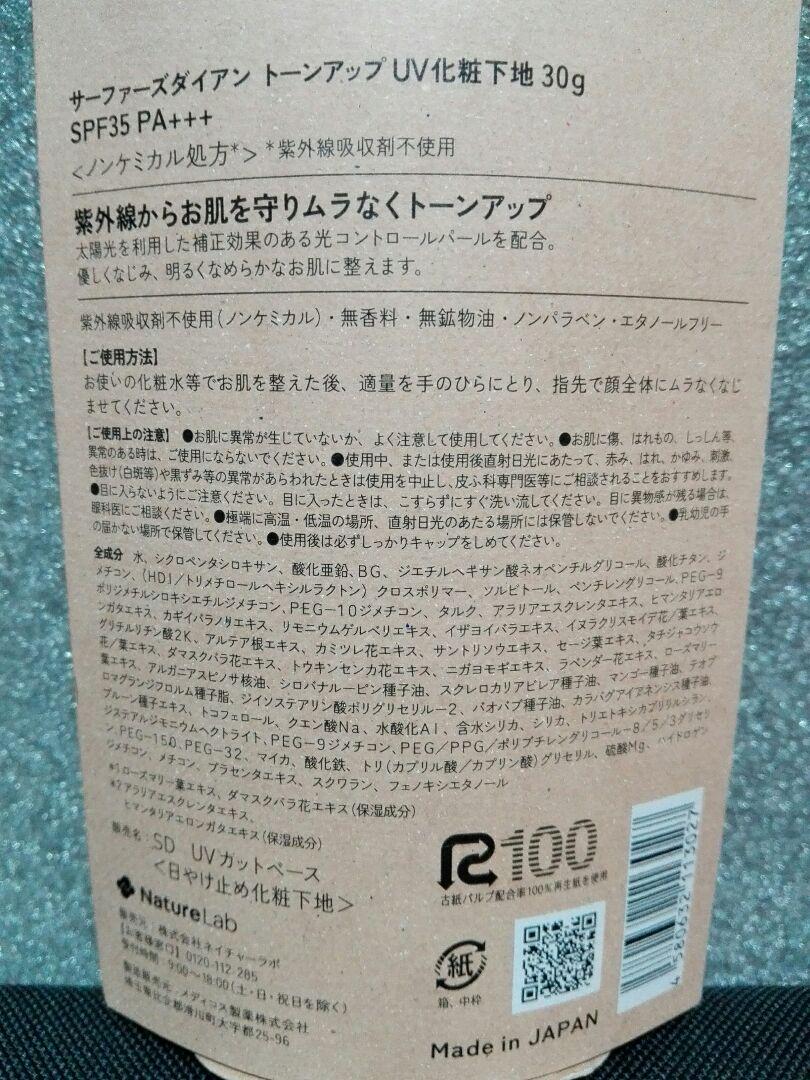 サーファーズダイアン トーンアップ UV化粧下地 30g
SPF35 PA+++
<ノンケミカル処方*> *紫外線吸収剤不使用
紫外線からお肌を守りムラなくトーンアップ
太陽光を利用した補正効果のある光コントロールパールを配合。
優しくなじみ、明るくなめらかなお肌に整えます。
紫外線吸収剤不使用(ノンケミカル)・無香料・無鉱物油・ノンパラベン・エタノールフリー
【ご使用方法】
お使いの化粧水等でお肌を整えた後、適量を手のひらにとり、指先で顔全体にムラなくなじ
ませてください。
【ご使用上の注意】 ●お肌に異常が生じていないか、よく注意して使用してください。●お肌に傷、はれもの、しっしん等、
異常のある時は、ご使用にならないでください。●使用中、または使用後直射日光にあたって、赤み、はれ、かゆみ、刺激、
色抜け(白斑等)や黒ずみ等の異常があらわれたときは使用を中止し、皮ふ科専門医等にご相談されることをおすすめします。
●目に入らないようにご注意ください。目に入ったときは、こすらずにすぐ洗い流してください。目に異物感が残る場合は、
眼科医にご相談ください。●極端に高温・低温の場所、直射日光のあたる場所には保管しないでください。●乳幼児の手
の届かない場所で保管してください。●使用後は必ずしっかりキャップをしめてください。
全成分 水、シクロペンタシロキサン、酸化亜鉛、BG、ジエチルヘキサン酸ネオペンチルグリコール、酸化チタン、ジ
メチコン、(HDI/トリメチロールヘキシルラクトン)クロスポリマー、ソルビトール、ペンチレングリコール、PEG-9
ポリジメチルシロキシエチルジメチコン、PEG-10ジメチコン、タルク、アラリアエスクレンタエキス、ヒマンタリアエロ
ンガタエキス、カギイバラノリエキス、リモニウムゲルベリエキス、イザヨイバラエキス、イヌラクリスモイデ花/葉エキス、
グリチルリチン酸2K、アルテア根エキス、カミツレ花エキス、サントリソウエキス、セージ葉エキス、タチジャコウソウ
花/葉エキス、ダマスクバラ花エキス、トウキンセンカ花エキス、ニガヨモギエキス、ラベンダー花エキス、ローズマリー
葉エキス、アルガニアスピノサ核油、シロバナルーピン種子油、スクレロカリアビレア種子油、マンゴー種子油、テオブ
ロマグランジフロルム種子脂、ジイソステアリン酸ポリグリセリル-2、バオバブ種子油、カラパグアイアネンシス種子油、
プルーン種子エキス、トコフェロール、クエン酸Na、水酸化Al、含水シリカ、シリカ、トリエトキシカプリリルシラン、
ジステアルジモニウムヘクトライト、PEG-9ジメチコン、PEG/PPG/ポリブチレングリコール-8/5/3グリセリ
ン、PEG-150、PEG-32、マイカ、酸化鉄、トリ(カプリル酸/カプリン酸)グリセリル、硫酸Mg、ハイドロゲン
ジメチコン、メチコン、プラセンタエキス、スクワラン、フェノキシエタノール
*1 ローズマリー葉エキス、ダマスクバラ花エキス(保湿成分)
*2 アラリアエスクレンタエキス、
ヒマンタリアエロンガタエキス(保湿成分)
販売名:SD UVカットベース
<日やけ止め化粧下地>
NatureLab
販売元:株式会社ネイチャーラボ
【お客様窓口】0120-112-285
受付時間:9:00~18:00(土・日・祝日を除く)
製造販売元:メディコス製薬株式会社
埼玉県比企郡滑川町大字都25-96
R100
古紙パルプ配合率100%再生紙を使用
紙
箱、中枠
Made in JAPAN
4 580632 113027